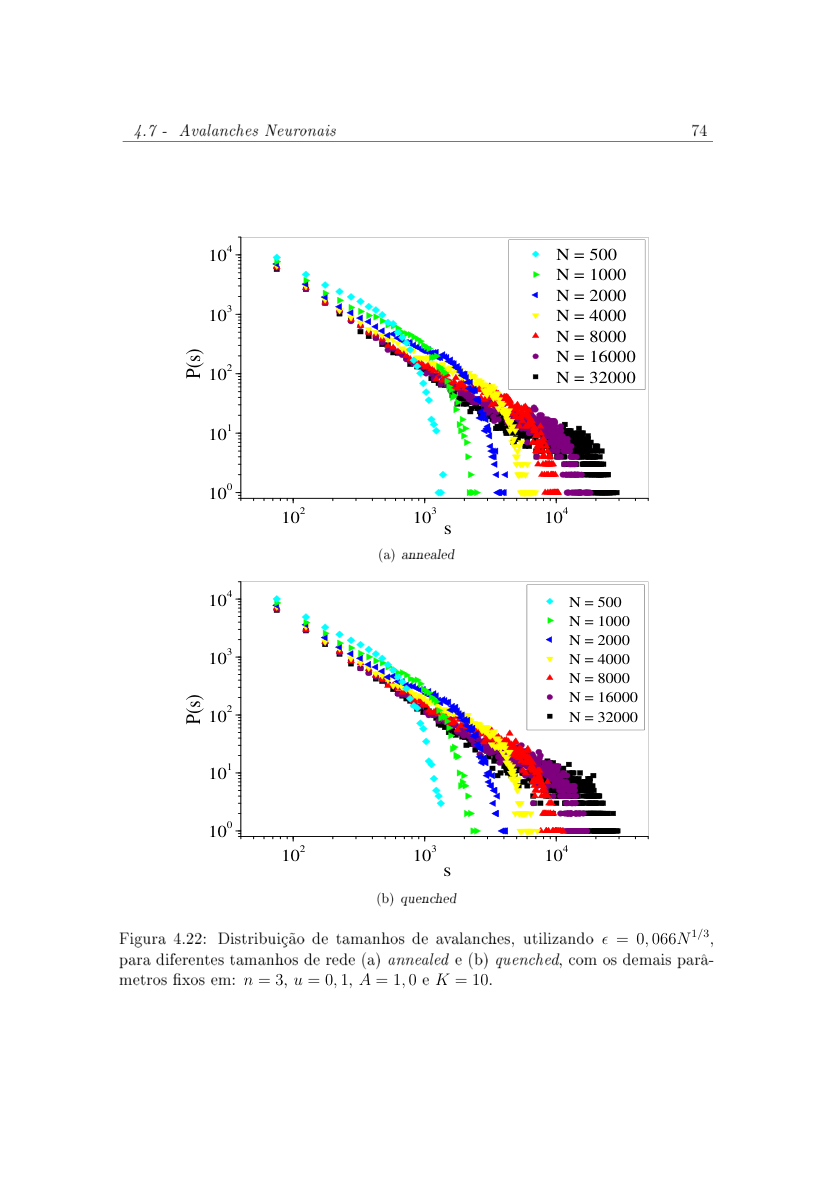 4.7 - Avalanches Neuronais 74
10^4
10^3
10^2
10^1
10^0
P(s)
N = 500
N = 1000
N = 2000
N = 4000
N = 8000
N = 16000
N = 32000
10^2 10^3 10^4
s
(a) annealed
10^4
10^3
10^2
10^1
10^0
P(s)
N = 500
N = 1000
N = 2000
N = 4000
N = 8000
N = 16000
N = 32000
10^2 10^3 10^4
s
(b) quenched
Figura 4.22: Distribuição de tamanhos de avalanches, utilizando ϵ = 0,066N^{1/3},
para diferentes tamanhos de rede (a) annealed e (b) quenched, com os demais parâ-
metros fixos em: n = 3, u = 0,1, A = 1,0 e K = 10.